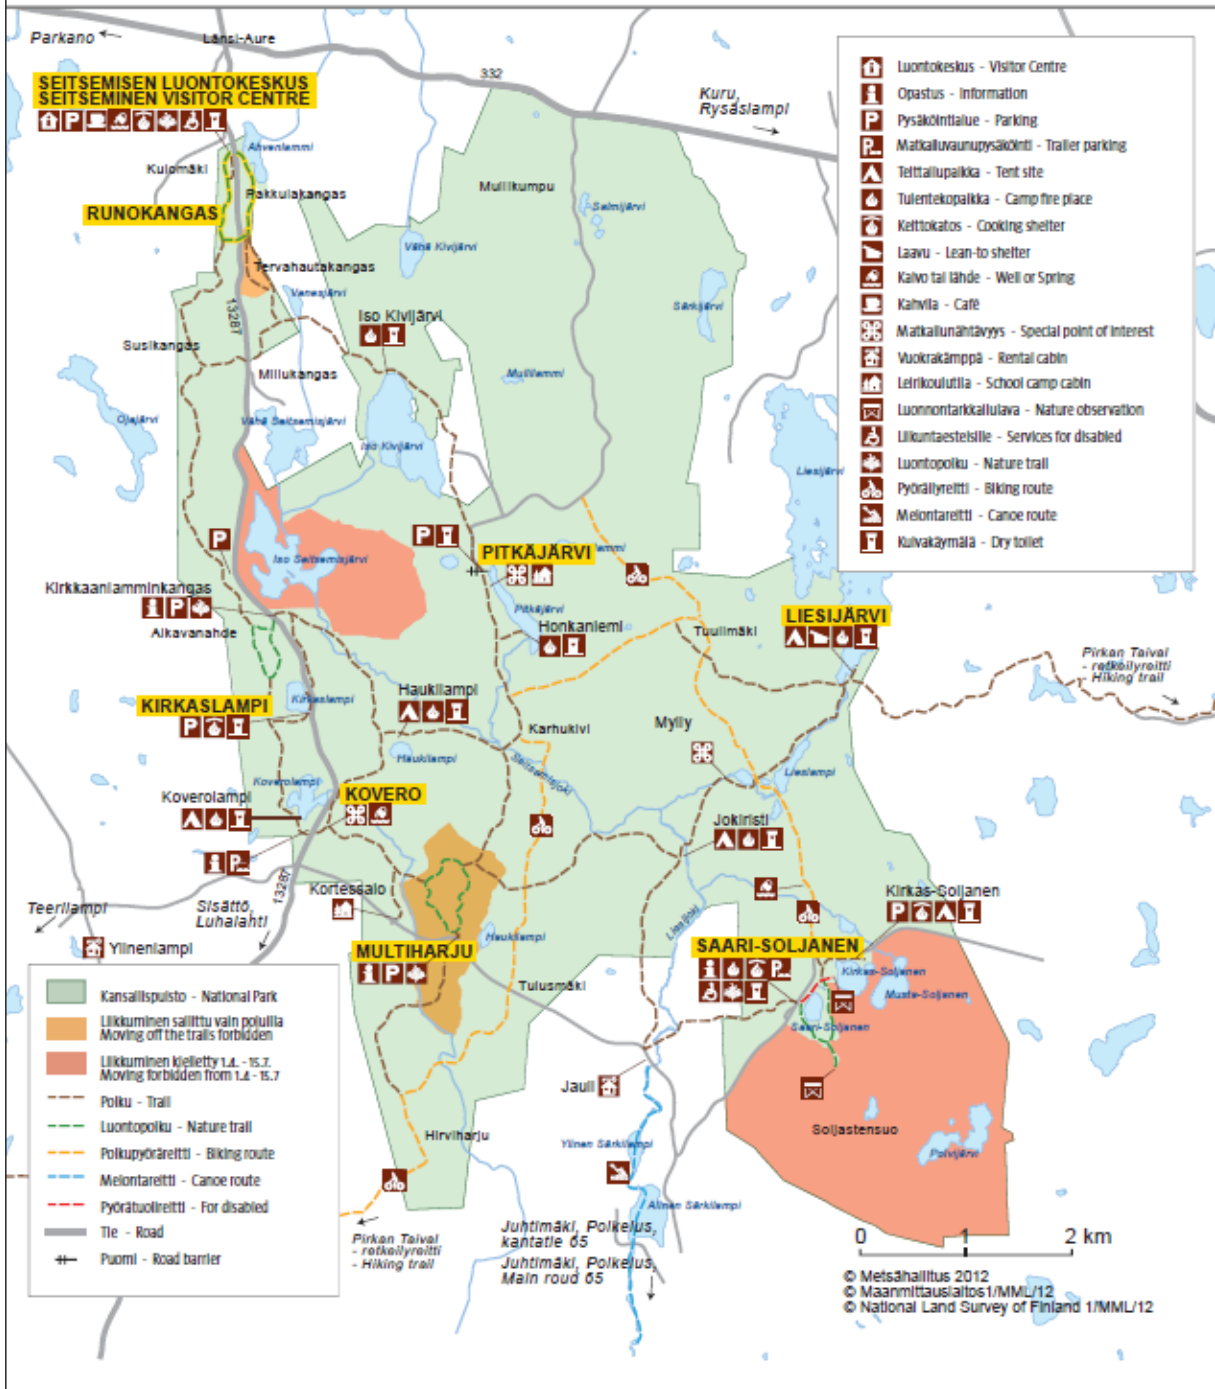 Parkano
Länsi-Aure
332
Kuru,
Rysäslampi
SEITSEMISEN LUONTOKESKUS
SEITSEMINEN VISITOR CENTRE
Ahvenlammi
Kulomäki
Pakkulakangas
RUNOKANGAS
Tervahautakangas
Vanesjärvi
13287
Susikangas
Millukangas
Vähä Kivijärvi
Mullikumpu
Salmijärvi
Särkijärvi
Mullilammi
Iso Kivijärvi
Iso Kivijärvi
Ojajärvi
Vähä Seitsemisjärvi
Iso Seitsemisjärvi
Liesijärvi
PITKÄJÄRVI
Pitkäjärvi
Honkaniemi
Kirkkaanlamminkangas
Alkavanahde
KIRKASLAMPI
Kirkaslampi
Haukilampi
Haukilampi
Karhukivi
Seitsemisjoki
Tuulimäki
LIESIJÄRVI
Pirkan Taival
- retkeilyreitti
- Hiking trail
Mylly
Lieslampi
Koverolampi
Koverolampi
KOVERO
Jokiristi
13287
Kortessalo
Teerilampi
Sisättö,
Luhalahti
Ylinenlampi
MULTIHARJU
Haukilampi
Tulusmäki
Liesijoki
Kirkas-Soljanen
SAARI-SOLJANEN
Kirkas-Soljanen
Musta-Soljanen
Saari-Soljanen
Soljastensuo
Polvijärvi
Jauli
Ylinen Särkilampi
Alinen Särkilampi
Hirviharju
Pirkan Taival
- retkeilyreitti
- Hiking trail
Juhtimäki, Polkelus,
kantatie 65
Juhtimäki, Polkelus,
Main roud 65
Luontokeskus - Visitor Centre
Opastus - Information
Pysäköintialue - Parking
Matkailuvaunupysäköinti - Trailer parking
Telttailupaikka - Tent site
Tulentekopaikka - Camp fire place
Keittokatos - Cooking shelter
Laavu - Lean-to shelter
Kaivo tai lähde - Well or Spring
Kahvila - Café
Matkailunähtävyys - Special point of interest
Vuokrakämppä - Rental cabin
Leirikoulutila - School camp cabin
Luonnontarkkailulava - Nature observation
Liikuntaesteisille - Services for disabled
Luontopolku - Nature trail
Pyöräilyreitti - Biking route
Melontareitti - Canoe route
Kuivakäymälä - Dry toilet
Kansallispuisto - National Park
Liikkuminen sallittu vain poluilla
Moving off the trails forbidden
Liikkuminen kielletty 1.4. - 15.7.
Moving forbidden from 1.4 - 15.7
Polku - Trail
Luontopolku - Nature trail
Polkupyöräreitti - Biking route
Melontareitti - Canoe route
Pyörätuolireitti - For disabled
Tie - Road
Puomi - Road barrier
0 1 2 km
© Metsähallitus 2012
© Maanmittauslaitos1/MML/12
© National Land Survey of Finland 1/MML/12